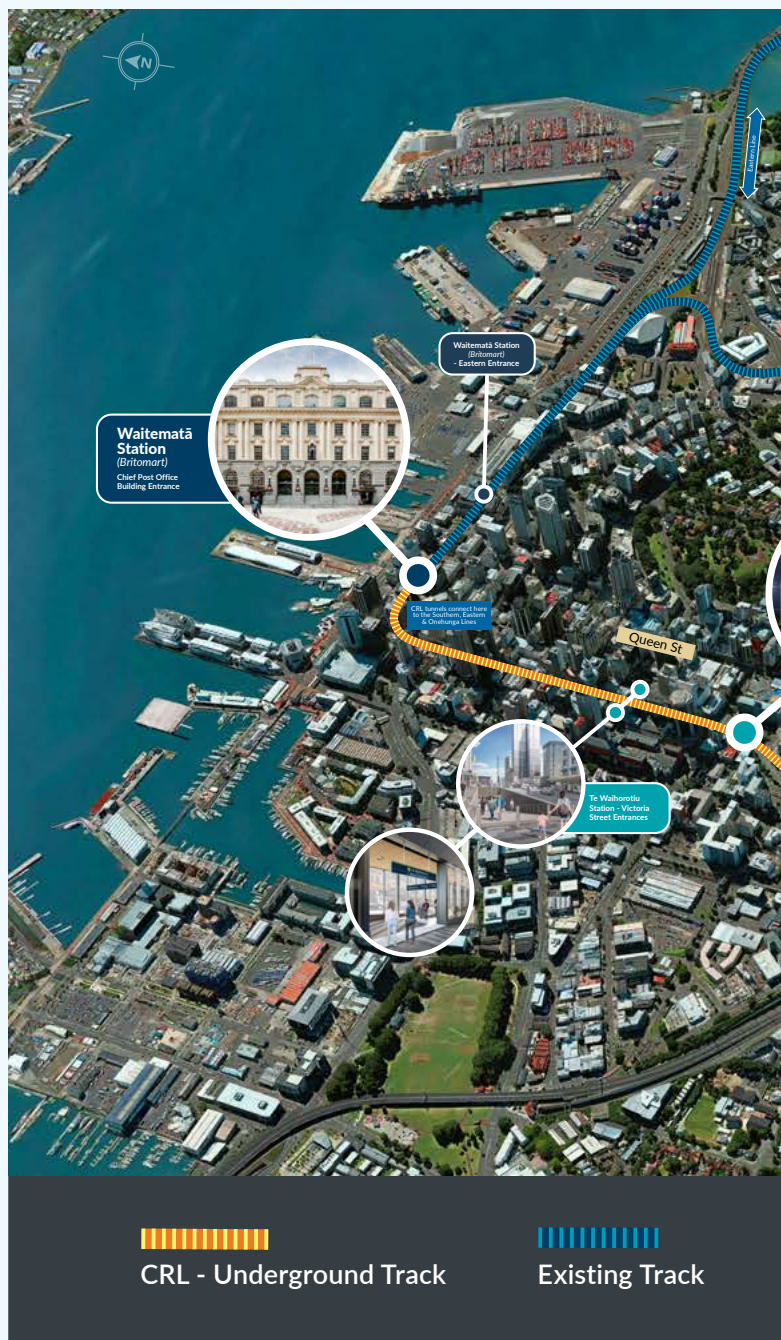 N
Eastern Line
Waitematā Station
(Britomart)
- Eastern Entrance
Waitematā
Station
(Britomart)
Chief Post Office
Building Entrance
CRL tunnels connect here
to the Southern, Eastern
& Onehunga Lines
Queen St
Te Waihorotiu
Station - Victoria
Street Entrances
CRL - Underground Track
Existing Track